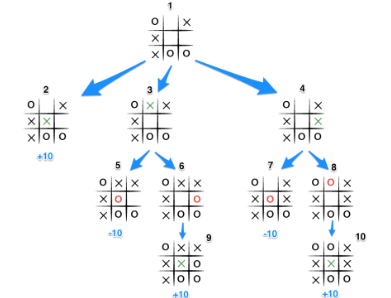 1
O X
X
X O O
2 3 4
O X O X X O X
X X X X X
X O O X O O X O O
+10
5 6 7 8
O X X O X X O X O O X
X O X O X O X X X
X O O X O O X O O X O O
-10 -10
9 10
O X X O O X
X X O X X X
X O O X O O
+10 +10